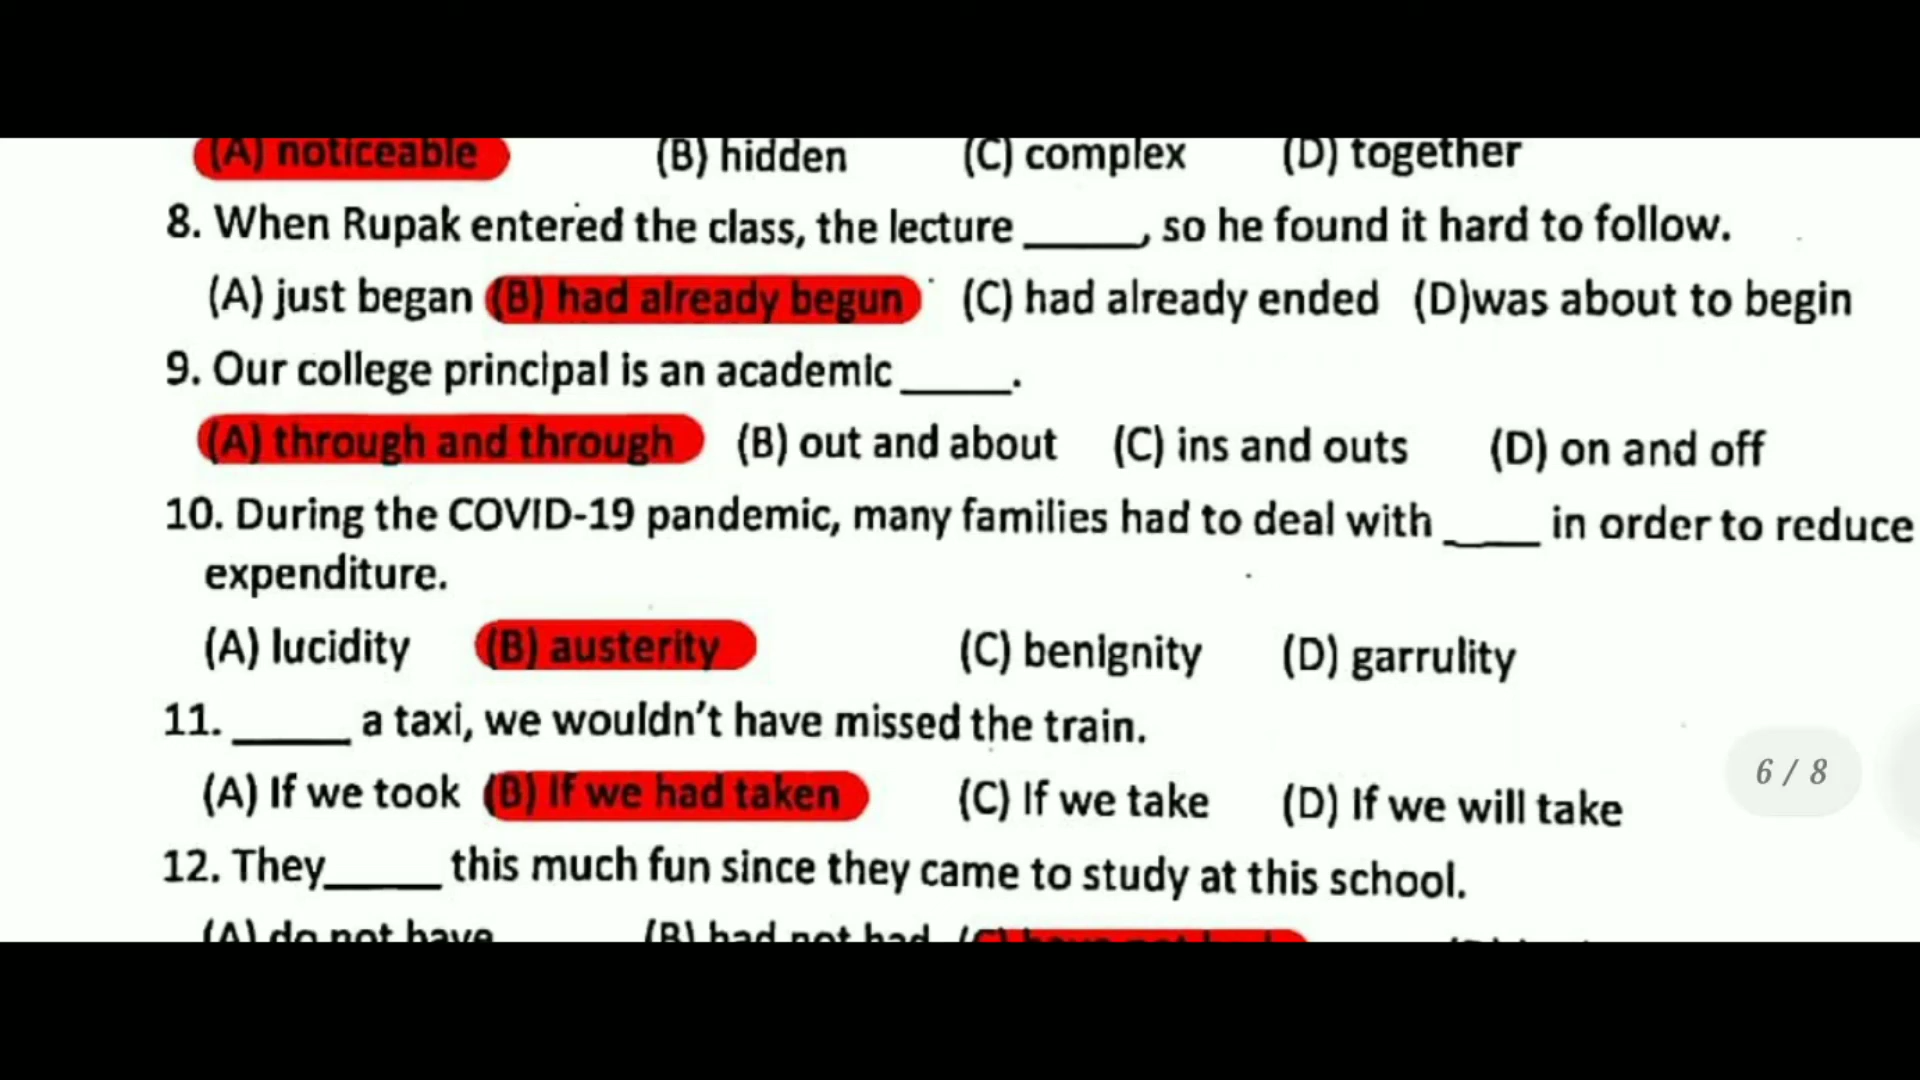 (A) noticeable (B) hidden (C) complex (D) together
8. When Rupak entered the class, the lecture _____, so he found it hard to follow.
(A) just began (B) had already begun (C) had already ended (D)was about to begin
9. Our college principal is an academic _____.
(A) through and through (B) out and about (C) ins and outs (D) on and off
10. During the COVID-19 pandemic, many families had to deal with _____ in order to reduce
expenditure.
(A) lucidity (B) austerity (C) benignity (D) garrulity
11. _____ a taxi, we wouldn't have missed the train.
(A) If we took (B) If we had taken (C) If we take (D) If we will take
6 / 8
12. They_____ this much fun since they came to study at this school.
(A) do not have (B) had not had (C) have not had